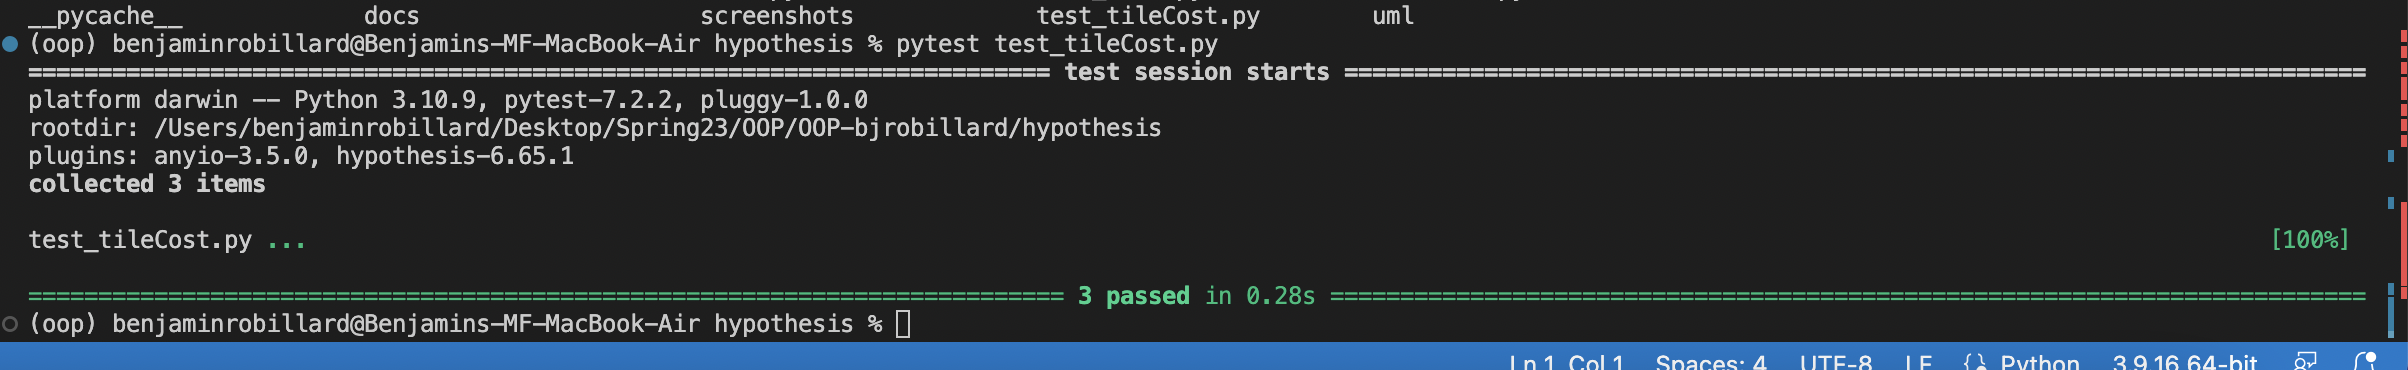 __pycache__ docs screenshots test_tileCost.py uml
(oop) benjaminrobillard@Benjamins-MF-MacBook-Air hypothesis % pytest test_tileCost.py
========================================================================= test session starts =========================================================================
platform darwin -- Python 3.10.9, pytest-7.2.2, pluggy-1.0.0
rootdir: /Users/benjaminrobillard/Desktop/Spring23/OOP/OOP-bjrobillard/hypothesis
plugins: anyio-3.5.0, hypothesis-6.65.1
collected 3 items
test_tileCost.py ... [100%]
========================================================================== 3 passed in 0.28s ==========================================================================
(oop) benjaminrobillard@Benjamins-MF-MacBook-Air hypothesis %
Ln 1, Col 1 Spaces: 4 UTF-8 LF {} Python 3.9.16 64-bit